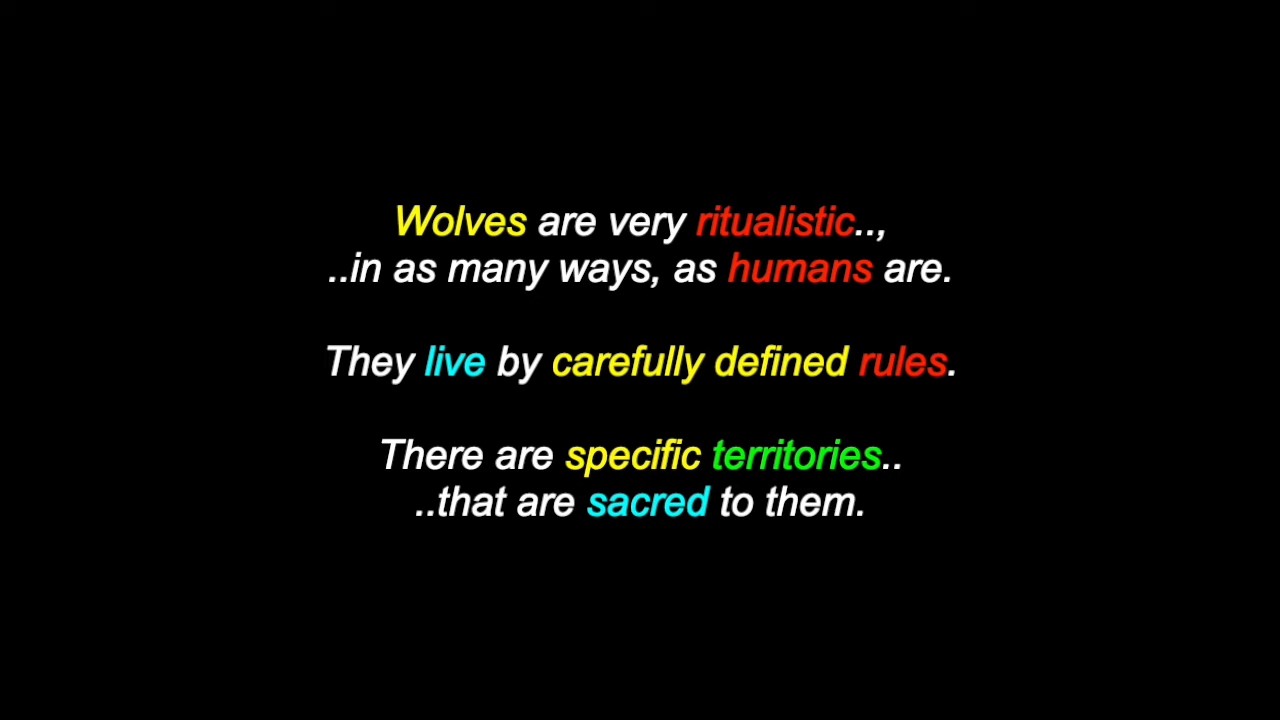 Wolves are very ritualistic..,
..in as many ways, as humans are.
They live by carefully defined rules.
There are specific territories..
..that are sacred to them.